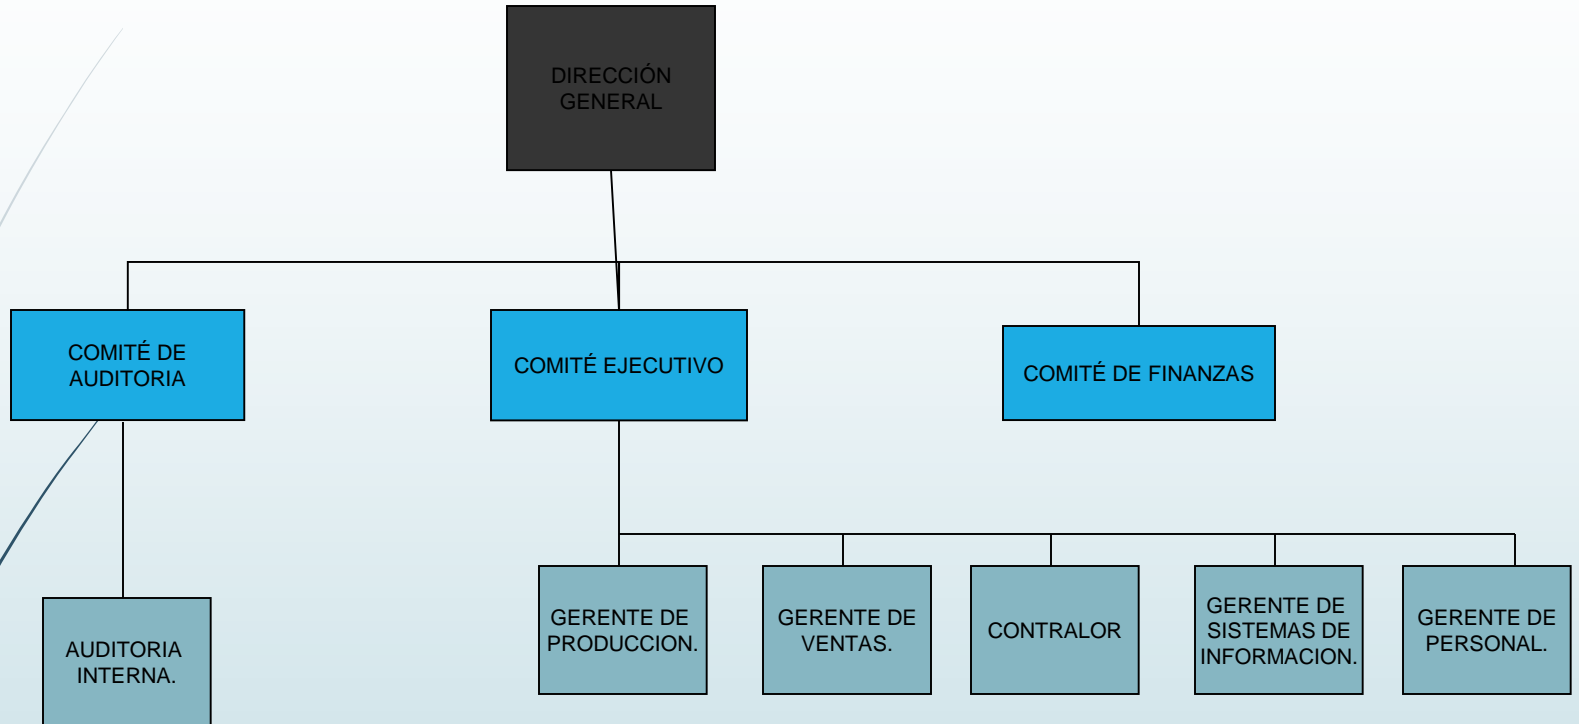 DIRECCIÓN
GENERAL
COMITÉ DE
AUDITORIA
COMITÉ EJECUTIVO
COMITÉ DE FINANZAS
AUDITORIA
INTERNA.
GERENTE DE
PRODUCCION.
GERENTE DE
VENTAS.
CONTRALOR
GERENTE DE
SISTEMAS DE
INFORMACION.
GERENTE DE
PERSONAL.